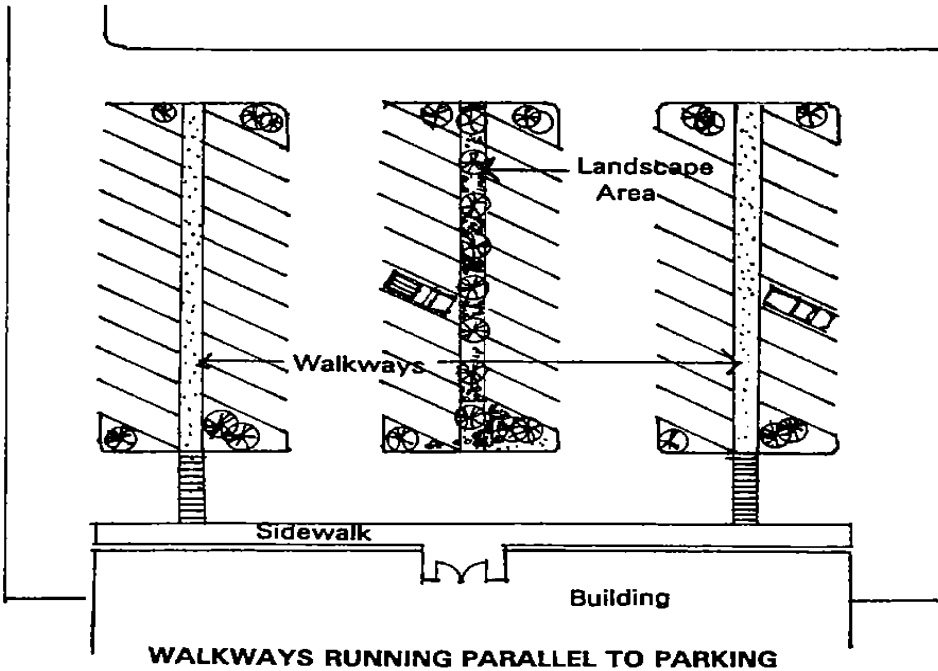 Landscape
Area
Walkways
Sidewalk
Building
WALKWAYS RUNNING PARALLEL TO PARKING